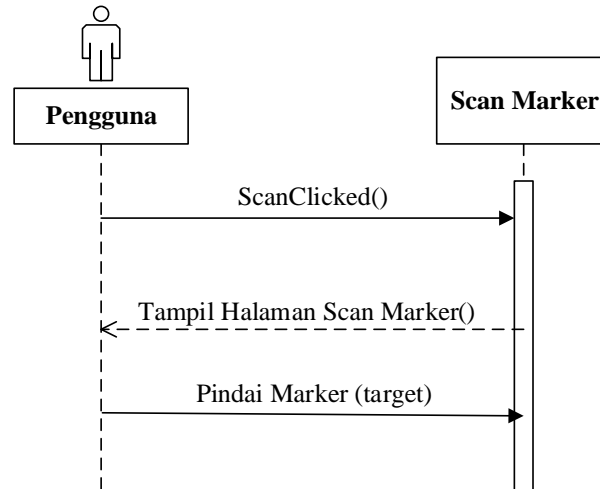 Pengguna
Scan Marker
ScanClicked()
Tampil Halaman Scan Marker()
Pindai Marker (target)